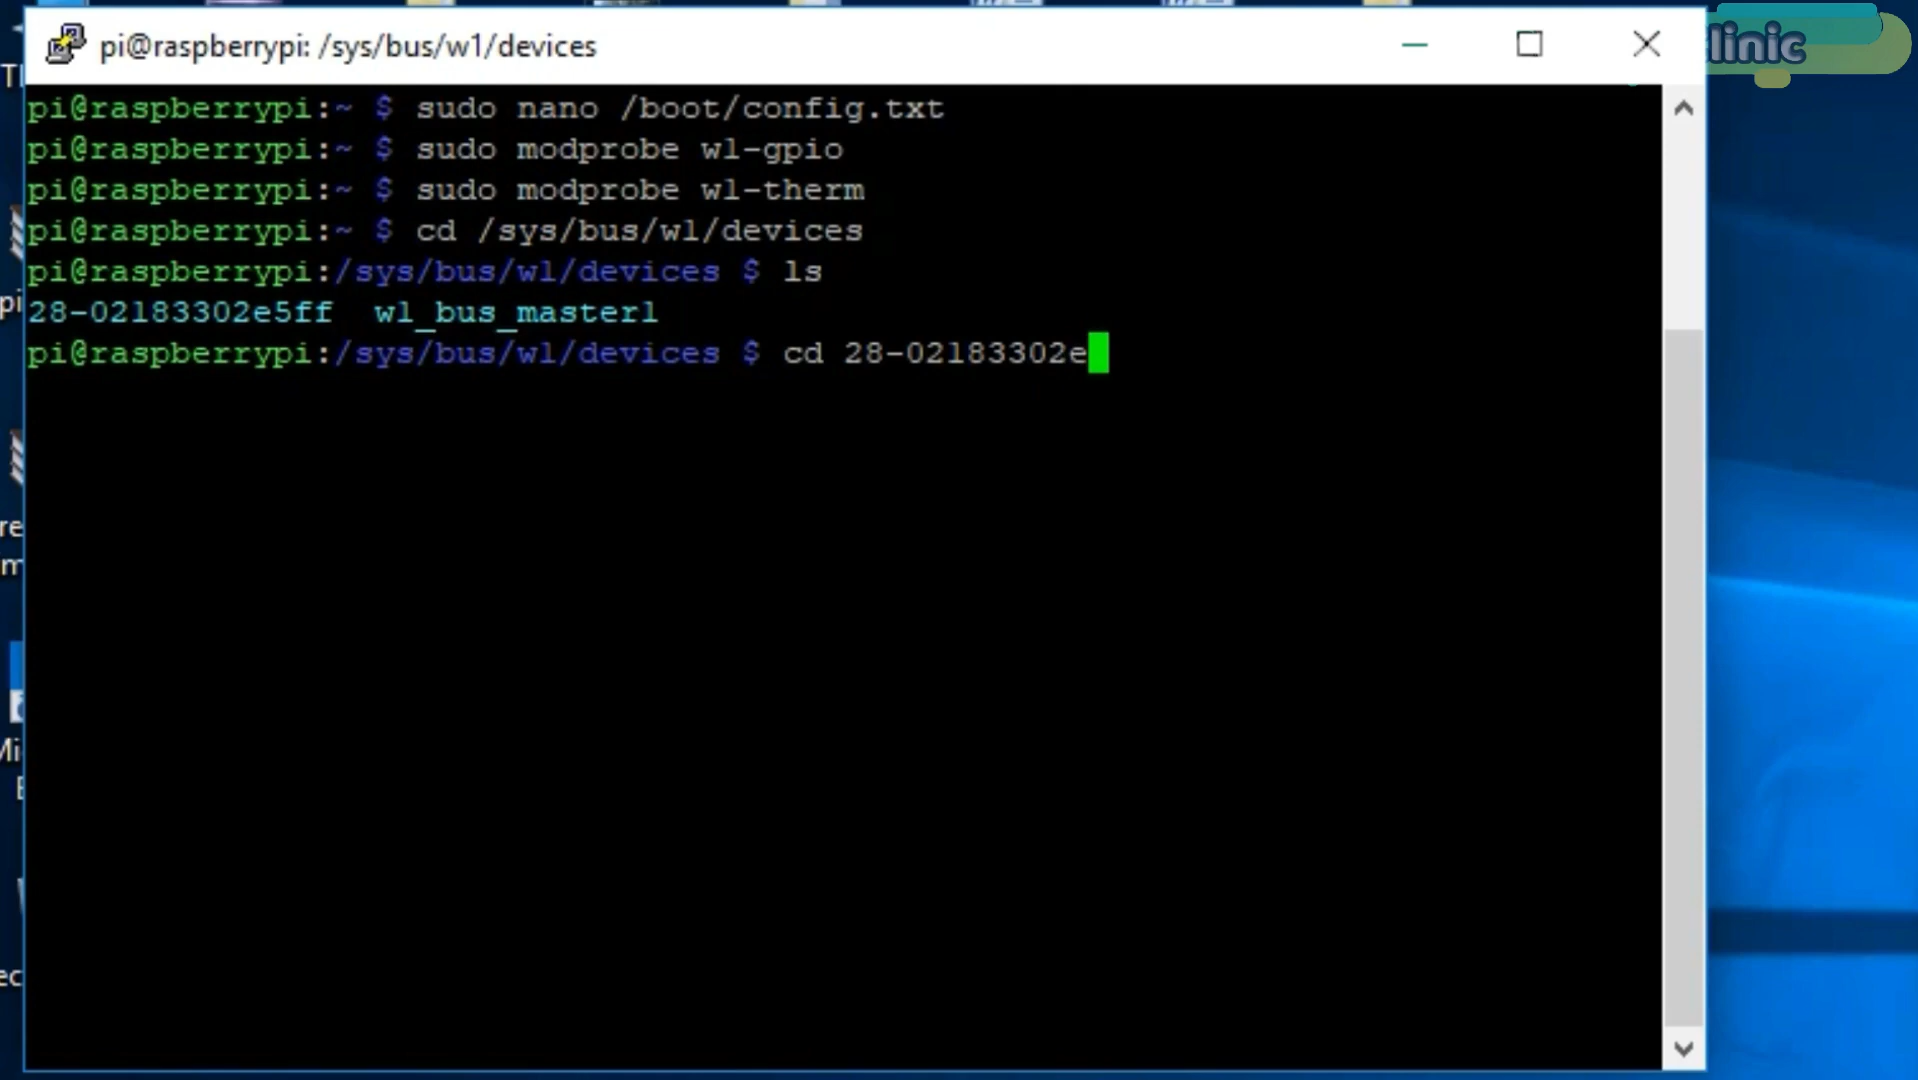 pi@raspberrypi: /sys/bus/w1/devices
linic
pi@raspberrypi:~ $ sudo nano /boot/config.txt
pi@raspberrypi:~ $ sudo modprobe w1-gpio
pi@raspberrypi:~ $ sudo modprobe w1-therm
pi@raspberrypi:~ $ cd /sys/bus/w1/devices
pi@raspberrypi:/sys/bus/w1/devices $ ls
28-02183302e5ff w1_bus_master1
pi@raspberrypi:/sys/bus/w1/devices $ cd 28-02183302e